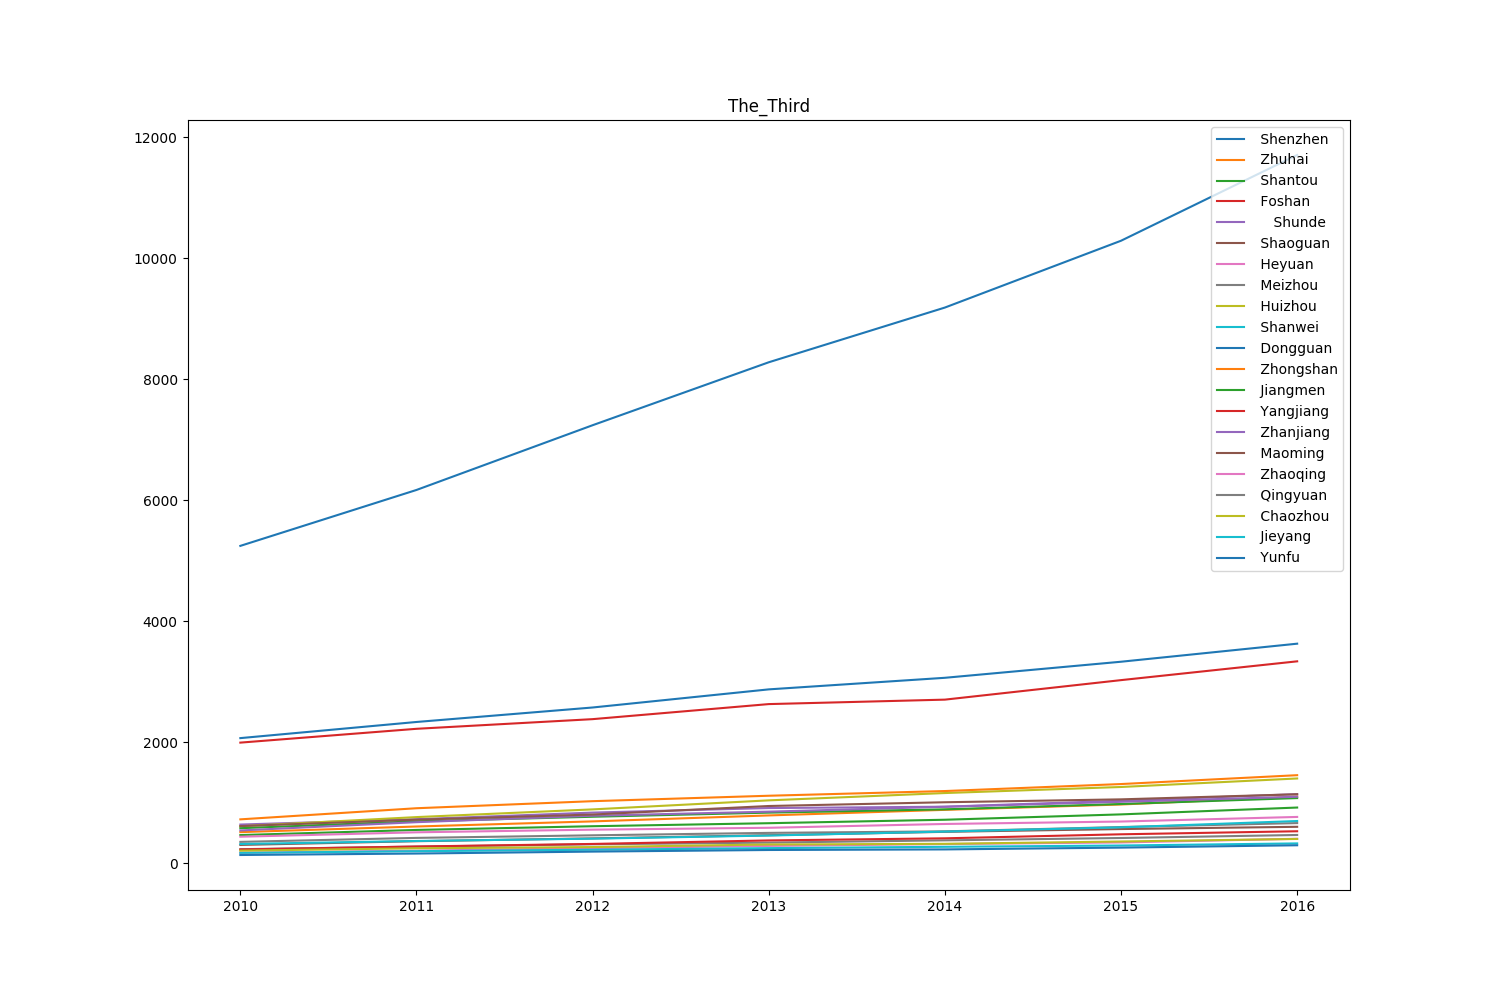 The_Third
12000
10000
8000
6000
4000
2000
0
2010 2011 2012 2013 2014 2015 2016
Shenzhen
Zhuhai
Shantou
Foshan
Shunde
Shaoguan
Heyuan
Meizhou
Huizhou
Shanwei
Dongguan
Zhongshan
Jiangmen
Yangjiang
Zhanjiang
Maoming
Zhaoqing
Qingyuan
Chaozhou
Jieyang
Yunfu